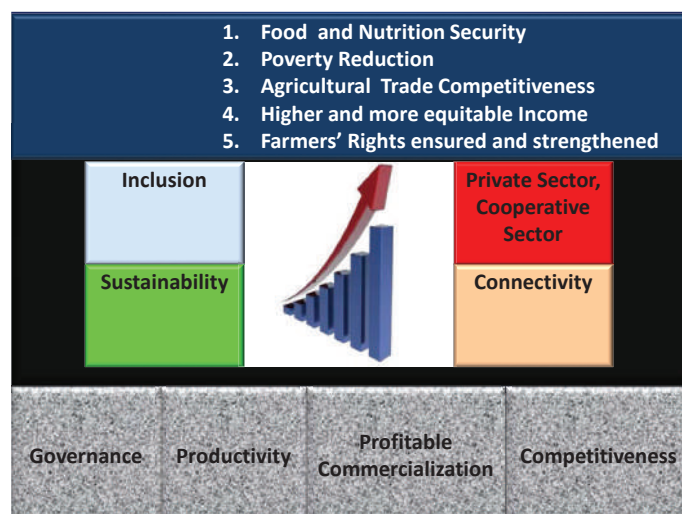 1. Food and Nutrition Security
2. Poverty Reduction
3. Agricultural Trade Competitiveness
4. Higher and more equitable Income
5. Farmers' Rights ensured and strengthened
Inclusion
Private Sector,
Cooperative
Sector
Sustainability
Connectivity
Governance
Productivity
Profitable
Commercialization
Competitiveness